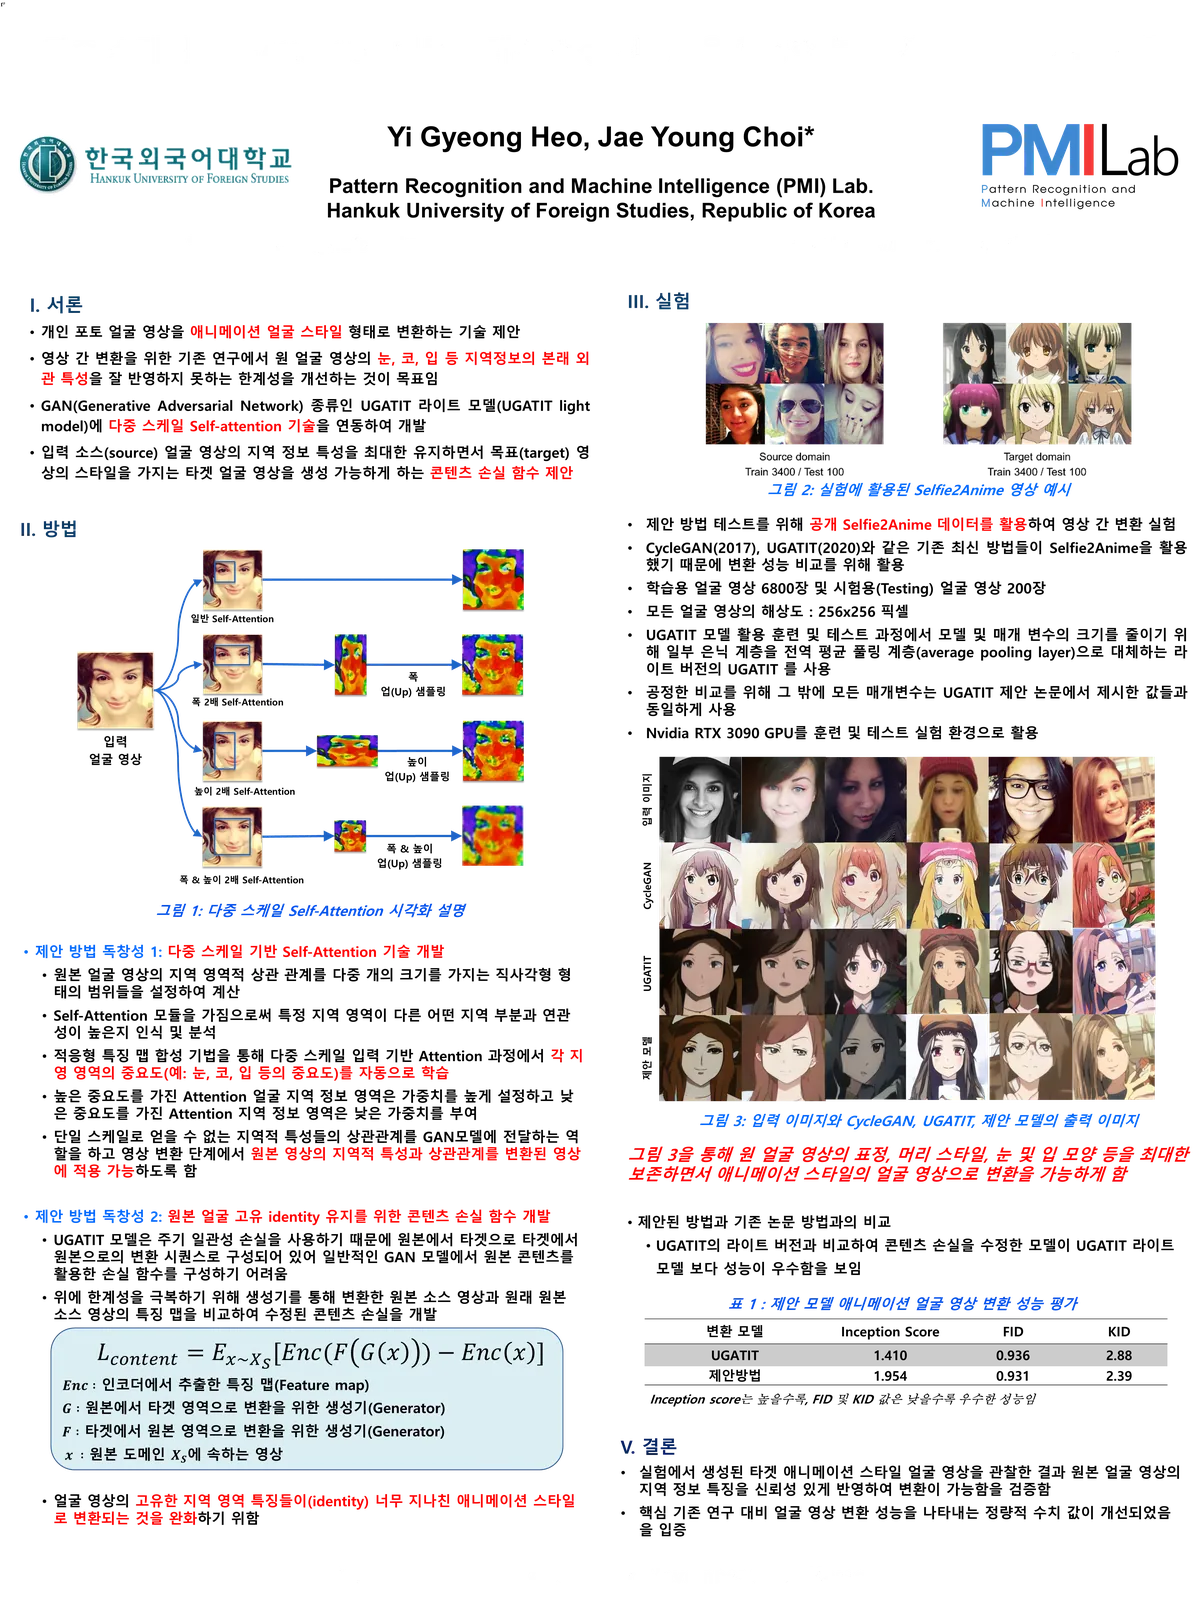 한국외국어대학교
HANKUK UNIVERSITY OF FOREIGN STUDIES
Yi Gyeong Heo, Jae Young Choi*
Pattern Recognition and Machine Intelligence (PMI) Lab.
Hankuk University of Foreign Studies, Republic of Korea
PMILab
Pattern Recognition and
Machine Intelligence
I. 서론
• 개인 포토 얼굴 영상을 애니메이션 얼굴 스타일 형태로 변환하는 기술 제안
• 영상 간 변환을 위한 기존 연구에서 원 얼굴 영상의 눈, 코, 입 등 지역정보의 본래 외
관 특성을 잘 반영하지 못하는 한계성을 개선하는 것이 목표임
• GAN(Generative Adversarial Network) 종류인 UGATIT 라이트 모델(UGATIT light
model)에 다중 스케일 Self-attention 기술을 연동하여 개발
• 입력 소스(source) 얼굴 영상의 지역 정보 특성을 최대한 유지하면서 목표(target) 영
상의 스타일을 가지는 타겟 얼굴 영상을 생성 가능하게 하는 콘텐츠 손실 함수 제안
II. 방법
입력
얼굴 영상
일반 Self-Attention
폭 2배 Self-Attention
폭
업(Up) 샘플링
높이 2배 Self-Attention
높이
업(Up) 샘플링
폭 & 높이 2배 Self-Attention
폭 & 높이
업(Up) 샘플링
그림 1: 다중 스케일 Self-Attention 시각화 설명
• 제안 방법 독창성 1: 다중 스케일 기반 Self-Attention 기술 개발
• 원본 얼굴 영상의 지역 영역적 상관 관계를 다중 개의 크기를 가지는 직사각형 형
태의 범위들을 설정하여 계산
• Self-Attention 모듈을 가짐으로써 특정 지역 영역이 다른 어떤 지역 부분과 연관
성이 높은지 인식 및 분석
• 적응형 특징 맵 합성 기법을 통해 다중 스케일 입력 기반 Attention 과정에서 각 지
영 영역의 중요도(예: 눈, 코, 입 등의 중요도)를 자동으로 학습
• 높은 중요도를 가진 Attention 얼굴 지역 정보 영역은 가중치를 높게 설정하고 낮
은 중요도를 가진 Attention 지역 정보 영역은 낮은 가중치를 부여
• 단일 스케일로 얻을 수 없는 지역적 특성들의 상관관계를 GAN모델에 전달하는 역
할을 하고 영상 변환 단계에서 원본 영상의 지역적 특성과 상관관계를 변환된 영상
에 적용 가능하도록 함
• 제안 방법 독창성 2: 원본 얼굴 고유 identity 유지를 위한 콘텐츠 손실 함수 개발
• UGATIT 모델은 주기 일관성 손실을 사용하기 때문에 원본에서 타겟으로 타겟에서
원본으로의 변환 시퀀스로 구성되어 있어 일반적인 GAN 모델에서 원본 콘텐츠를
활용한 손실 함수를 구성하기 어려움
• 위에 한계성을 극복하기 위해 생성기를 통해 변환한 원본 소스 영상과 원래 원본
소스 영상의 특징 맵을 비교하여 수정된 콘텐츠 손실을 개발
L_content = E_x~X_S[Enc(F(G(x))) − Enc(x)]
Enc : 인코더에서 추출한 특징 맵(Feature map)
G : 원본에서 타겟 영역으로 변환을 위한 생성기(Generator)
F : 타겟에서 원본 영역으로 변환을 위한 생성기(Generator)
x : 원본 도메인 X_S에 속하는 영상
• 얼굴 영상의 고유한 지역 영역 특징들이(identity) 너무 지나친 애니메이션 스타일
로 변환되는 것을 완화하기 위함
III. 실험
Source domain
Train 3400 / Test 100
Target domain
Train 3400 / Test 100
그림 2: 실험에 활용된 Selfie2Anime 영상 예시
• 제안 방법 테스트를 위해 공개 Selfie2Anime 데이터를 활용하여 영상 간 변환 실험
• CycleGAN(2017), UGATIT(2020)와 같은 기존 최신 방법들이 Selfie2Anime을 활용
했기 때문에 변환 성능 비교를 위해 활용
• 학습용 얼굴 영상 6800장 및 시험용(Testing) 얼굴 영상 200장
• 모든 얼굴 영상의 해상도 : 256x256 픽셀
• UGATIT 모델 활용 훈련 및 테스트 과정에서 모델 및 매개 변수의 크기를 줄이기 위
해 일부 은닉 계층을 전역 평균 풀링 계층(average pooling layer)으로 대체하는 라
이트 버전의 UGATIT 를 사용
• 공정한 비교를 위해 그 밖에 모든 매개변수는 UGATIT 제안 논문에서 제시한 값들과
동일하게 사용
• Nvidia RTX 3090 GPU를 훈련 및 테스트 실험 환경으로 활용
입력 이미지
CycleGAN
UGATIT
제안 모델
그림 3: 입력 이미지와 CycleGAN, UGATIT, 제안 모델의 출력 이미지
그림 3을 통해 원 얼굴 영상의 표정, 머리 스타일, 눈 및 입 모양 등을 최대한
보존하면서 애니메이션 스타일의 얼굴 영상으로 변환을 가능하게 함
• 제안된 방법과 기존 논문 방법과의 비교
• UGATIT의 라이트 버전과 비교하여 콘텐츠 손실을 수정한 모델이 UGATIT 라이트
모델 보다 성능이 우수함을 보임
표 1 : 제안 모델 애니메이션 얼굴 영상 변환 성능 평가
변환 모델 Inception Score FID KID
UGATIT 1.410 0.936 2.88
제안방법 1.954 0.931 2.39
Inception score는 높을수록, FID 및 KID 값은 낮을수록 우수한 성능임
V. 결론
• 실험에서 생성된 타겟 애니메이션 스타일 얼굴 영상을 관찰한 결과 원본 얼굴 영상의
지역 정보 특징을 신뢰성 있게 반영하여 변환이 가능함을 검증함
• 핵심 기존 연구 대비 얼굴 영상 변환 성능을 나타내는 정량적 수치 값이 개선되었음
을 입증